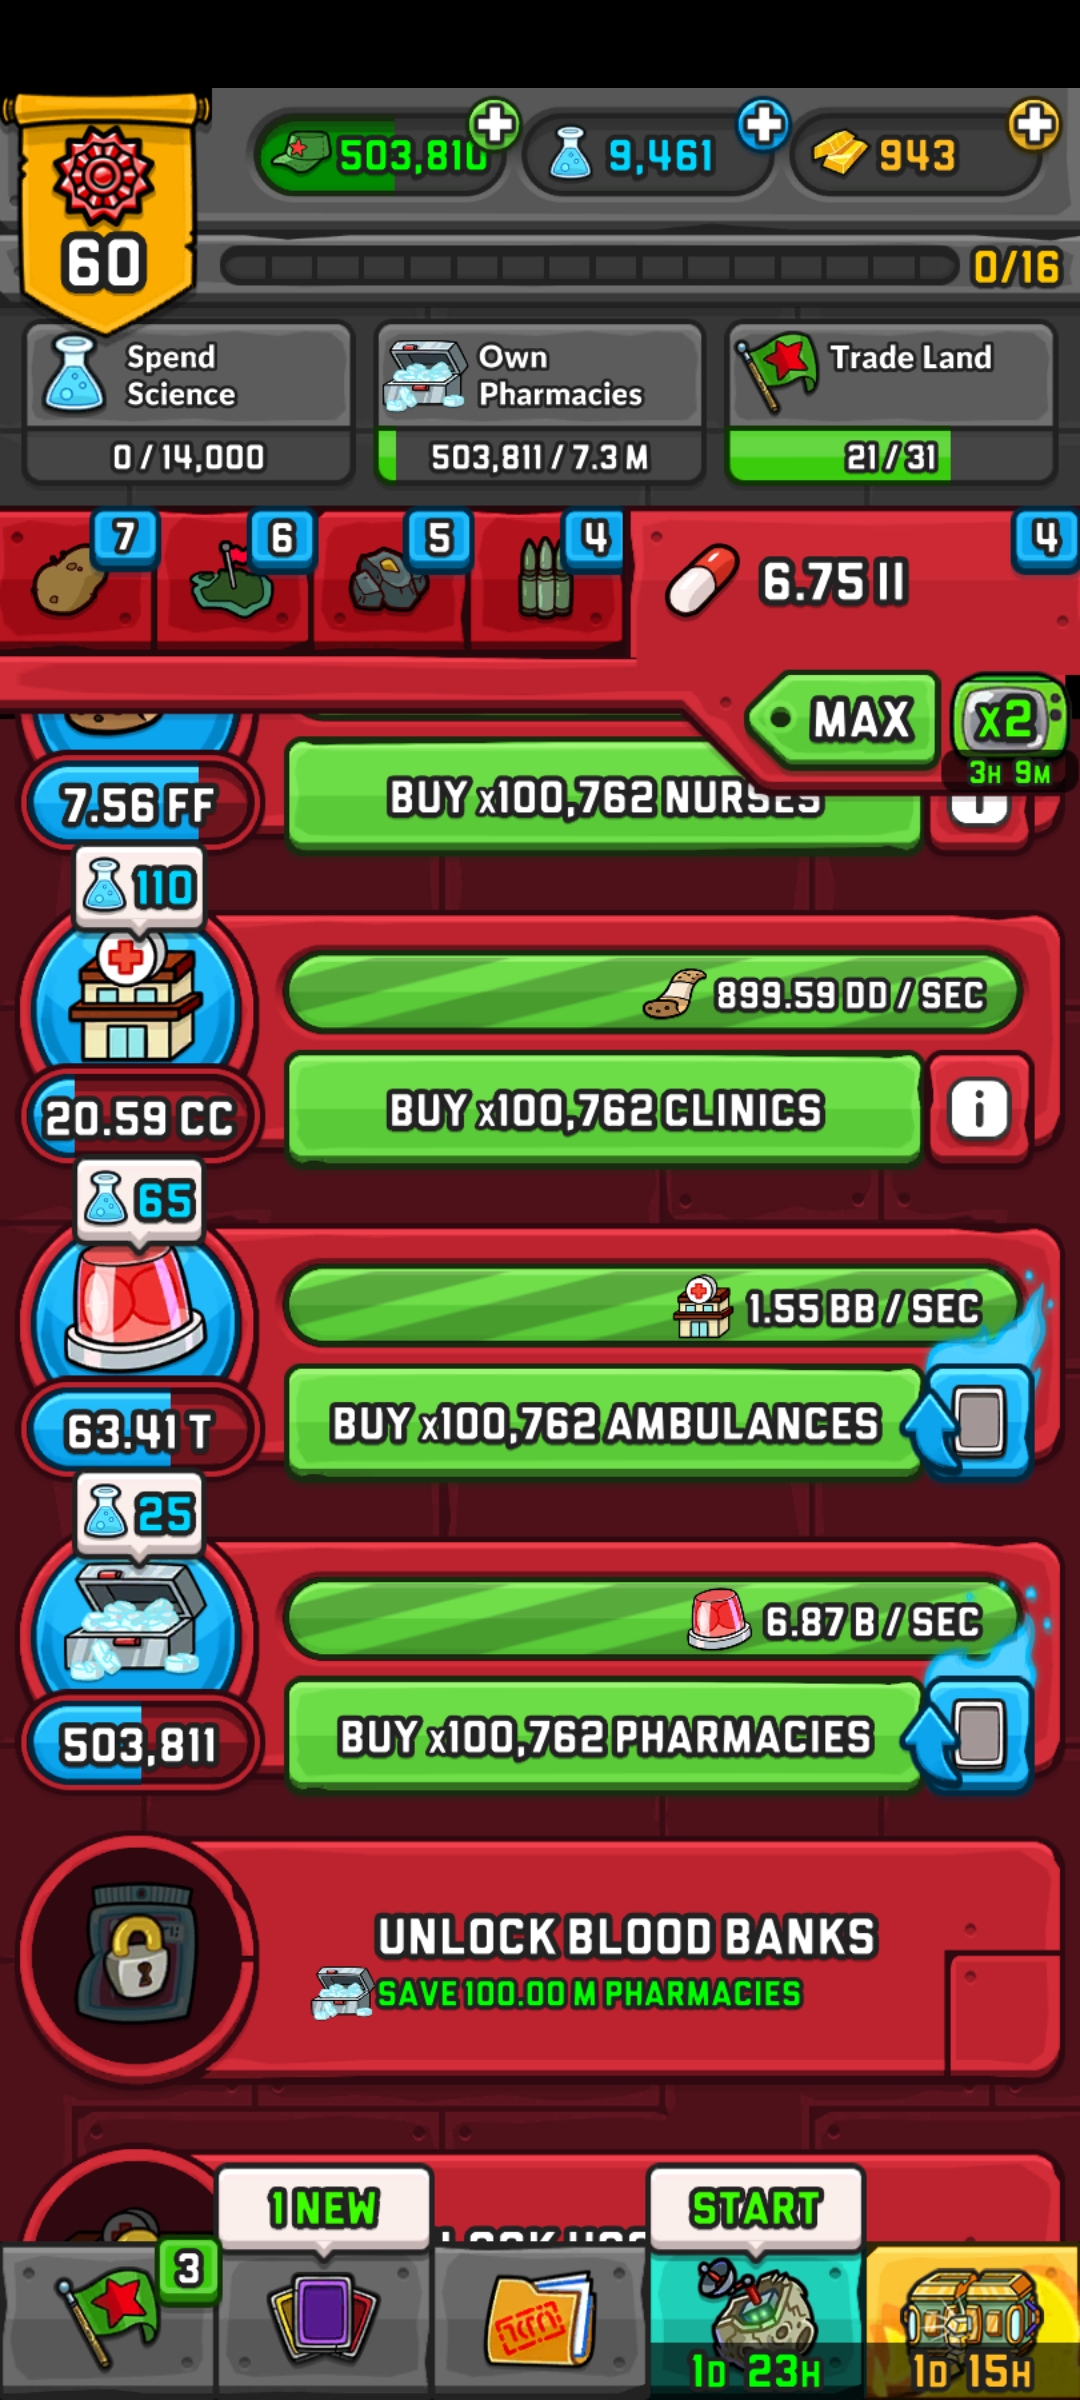 503,810
9,461
943
60
0/16
Spend
Science
0/14,000
Own
Pharmacies
503,811/7.3 M
Trade Land
21/31
7
6
5
4
6.75 II
4
MAX
x2
3H 9M
7.56 FF
BUY x100,762 NURSES
110
899.59 DD / SEC
20.59 CC
BUY x100,762 CLINICS
i
65
1.55 BB / SEC
63.41 T
BUY x100,762 AMBULANCES
25
6.87 B / SEC
503,811
BUY x100,762 PHARMACIES
UNLOCK BLOOD BANKS
SAVE 100.00 M PHARMACIES
1 NEW
START
3
1D 23H
1D 15H